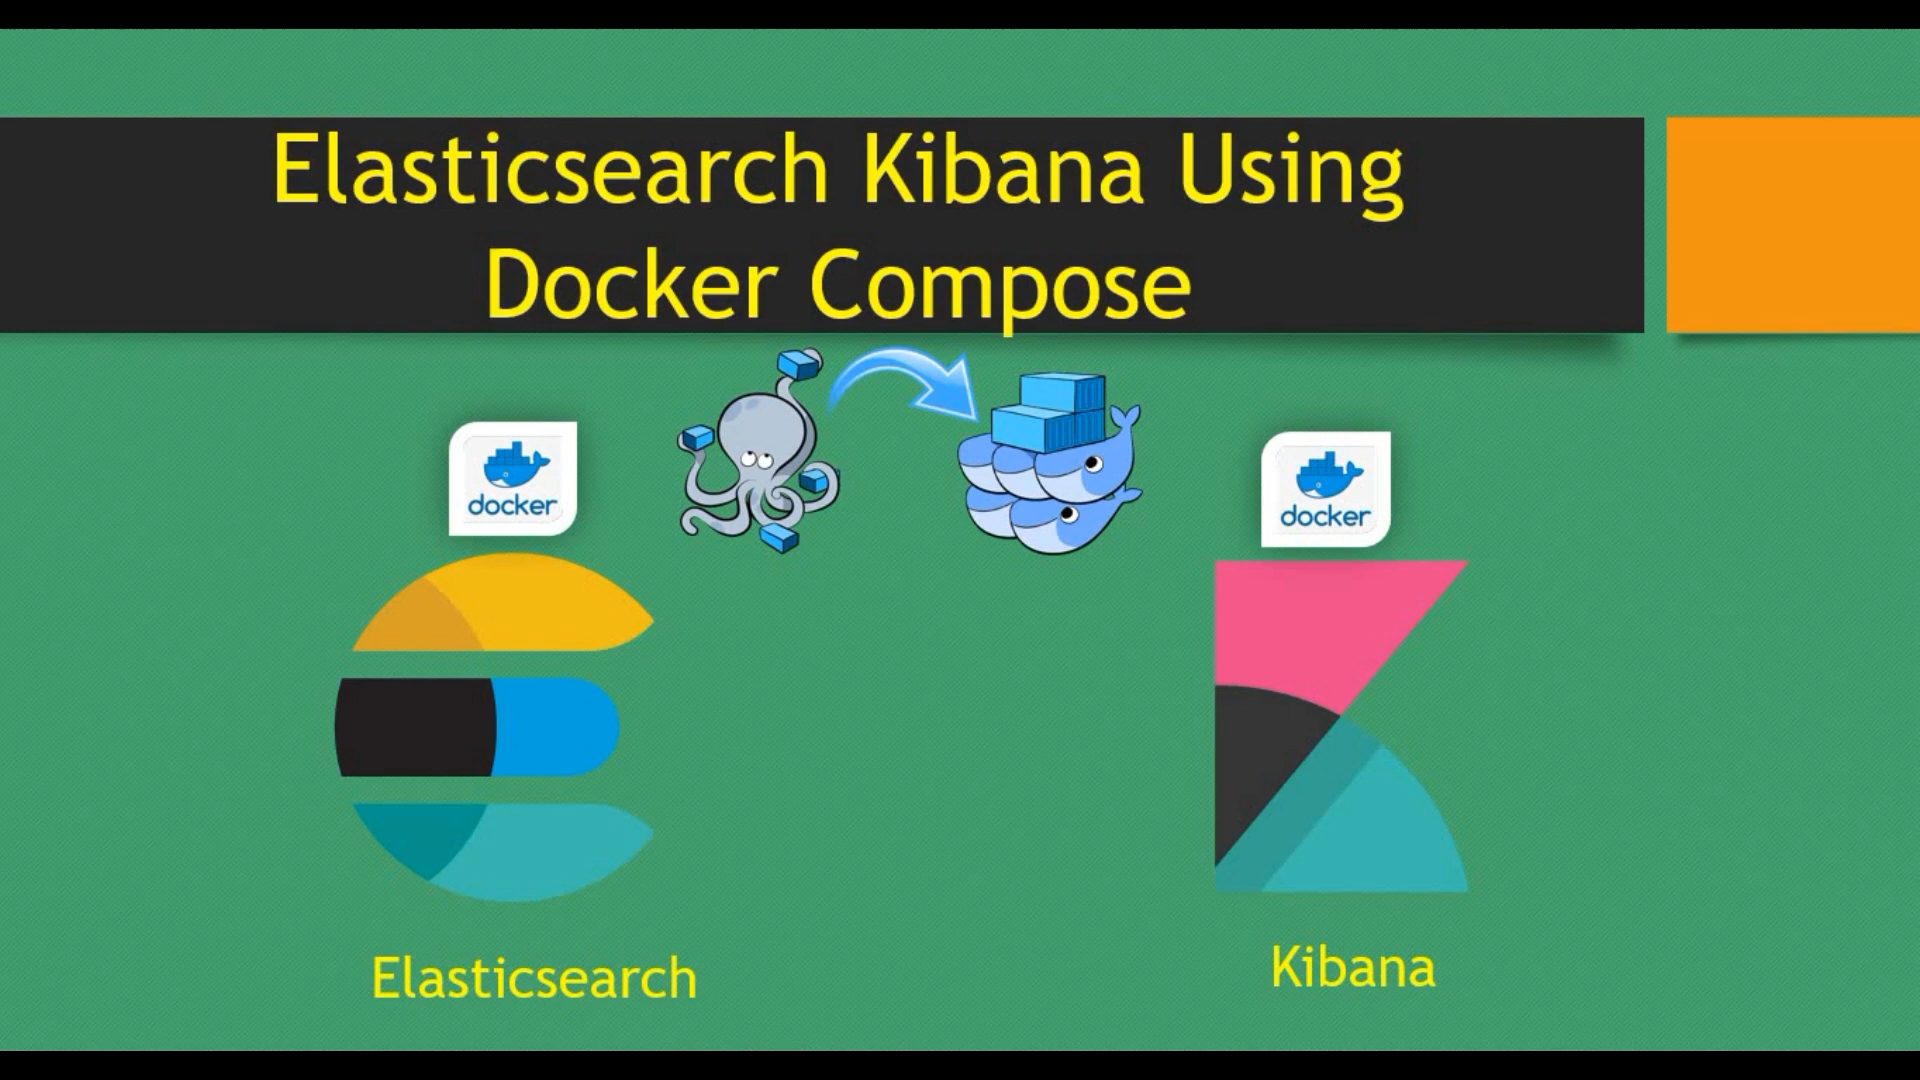 Elasticsearch Kibana Using
Docker Compose
docker
docker
Elasticsearch
Kibana